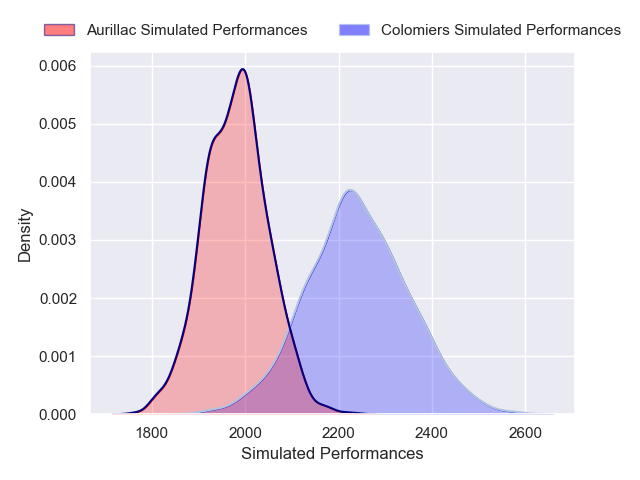 Aurillac Simulated Performances Colomiers Simulated Performances
0.006
0.005
0.004
0.003
0.002
0.001
0.000
Density
1800 2000 2200 2400 2600
Simulated Performances